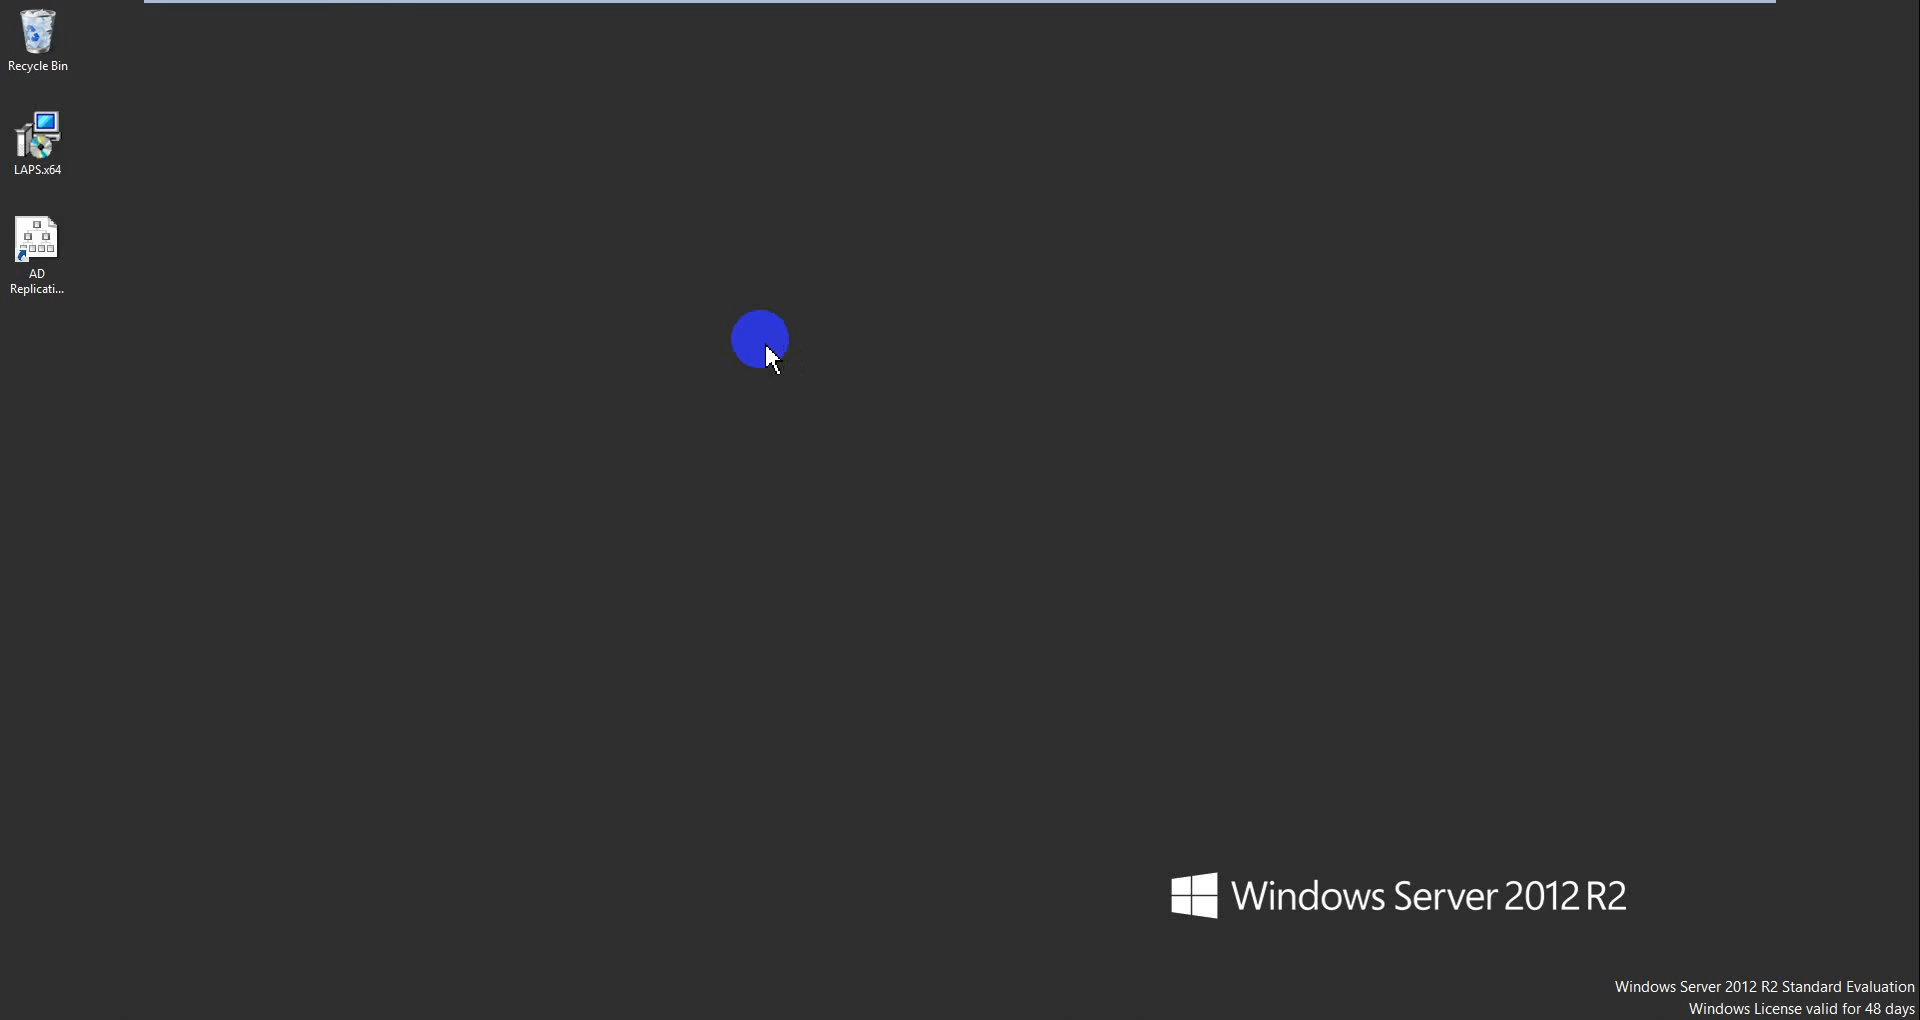 Recycle Bin
LAPS.x64
AD
Replicati...
Windows Server 2012 R2
Windows Server 2012 R2 Standard Evaluation
Windows License valid for 48 days